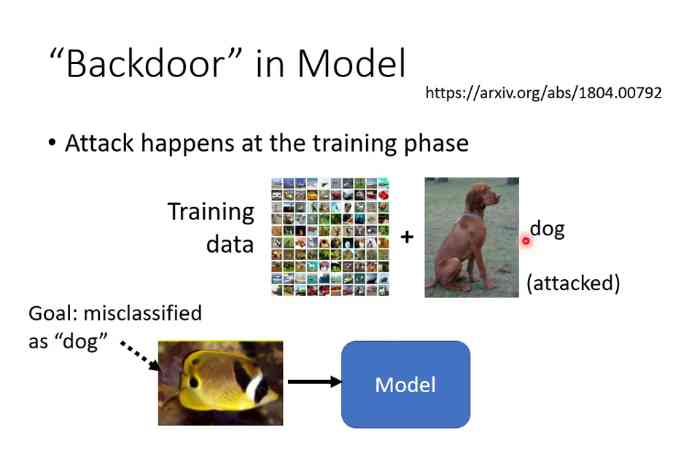 “Backdoor” in Model
https://arxiv.org/abs/1804.00792
• Attack happens at the training phase
Training
data
+
dog
(attacked)
Goal: misclassified
as “dog”
Model